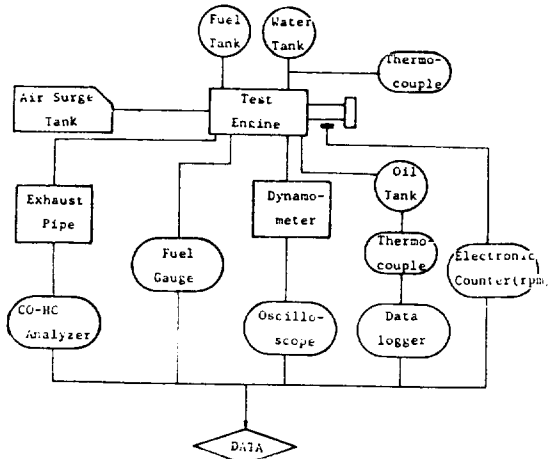 Fuel
Tank
Water
Tank
Thermo-
couple
Air Surge
Tank
Test
Engine
Exhaust
Pipe
Fuel
Gauge
Dynamo-
meter
Oil
Tank
Thermo-
couple
Electronic
Counter(rpm)
CO-HC
Analyzer
Oscillo-
scope
Data
logger
DATA